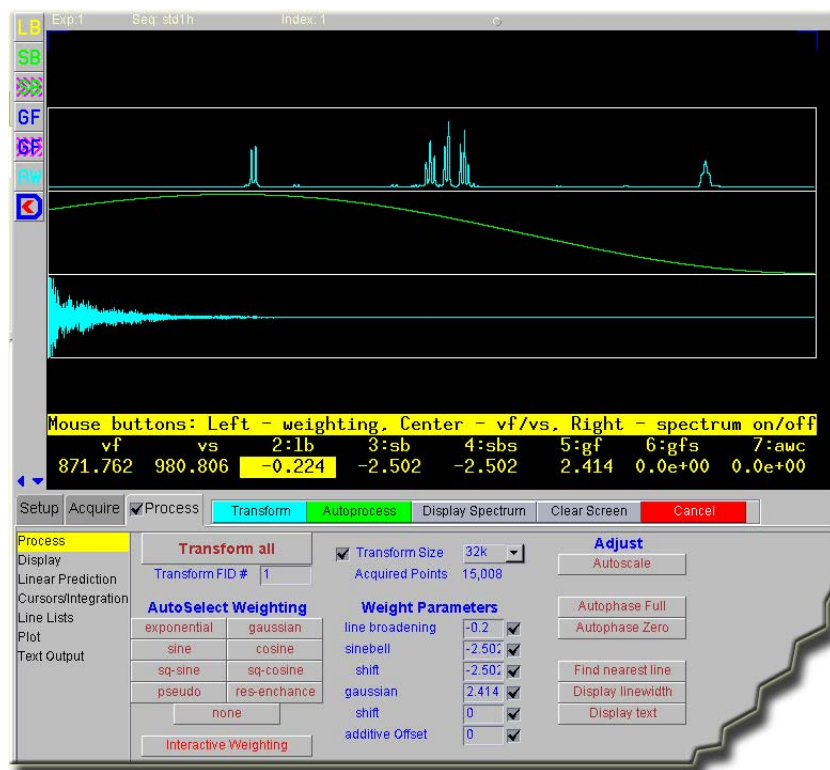 Exp:1 Seq: std1h Index: 1
LB
SB
SB
GF
GF
AW
Mouse buttons: Left - weighting, Center - vf/vs, Right - spectrum on/off
vf vs 2:lb 3:sb 4:sbs 5:gf 6:gfs 7:awc
871.762 980.806 -0.224 -2.502 -2.502 2.414 0.0e+00 0.0e+00
Setup Acquire Process Transform Autoprocess Display Spectrum Clear Screen Cancel
Process
Display
Linear Prediction
Cursors/Integration
Line Lists
Plot
Text Output
Transform all
Transform FID # 1
AutoSelect Weighting
exponential gaussian
sine cosine
sq-sine sq-cosine
pseudo res-enchance
none
Interactive Weighting
Transform Size 32k
Acquired Points 15,008
Weight Parameters
line broadening -0.2
sinebell -2.502
shift -2.502
gaussian 2.414
shift 0
additive Offset 0
Adjust
Autoscale
Autophase Full
Autophase Zero
Find nearest line
Display linewidth
Display text